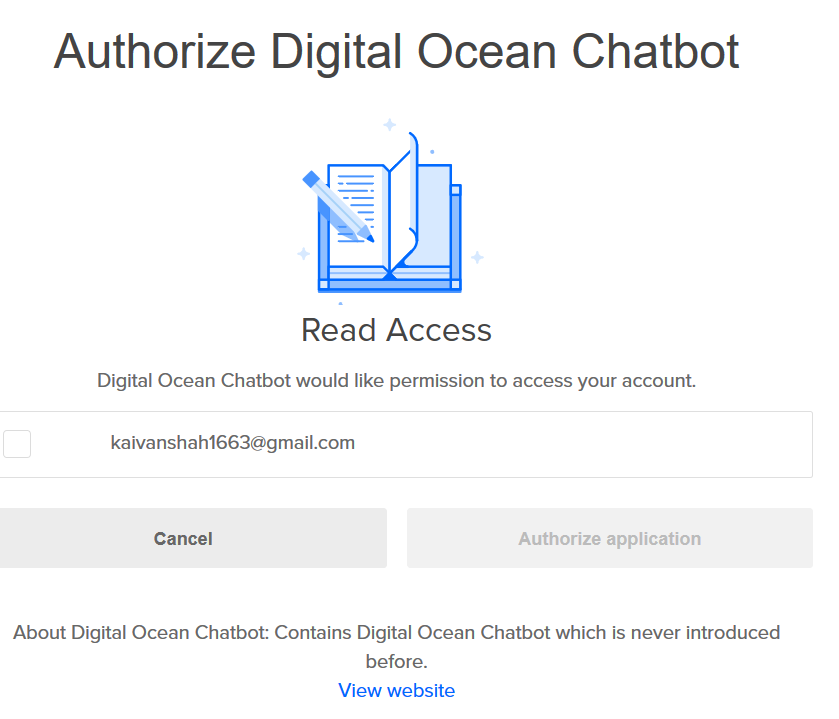 Authorize Digital Ocean Chatbot
Read Access
Digital Ocean Chatbot would like permission to access your account.
kaivanshah1663@gmail.com
Cancel
Authorize application
About Digital Ocean Chatbot: Contains Digital Ocean Chatbot which is never introduced
before.
View website